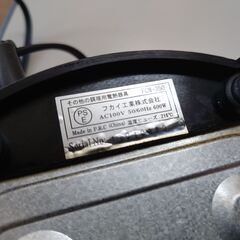 その他の調理用電熱器具 FCW-350
PS
E
フカイ工業株式会社
AC100V 50/60Hz 600W
Made in P.R.C (China) 温度ヒューズ 216℃
Serial No.